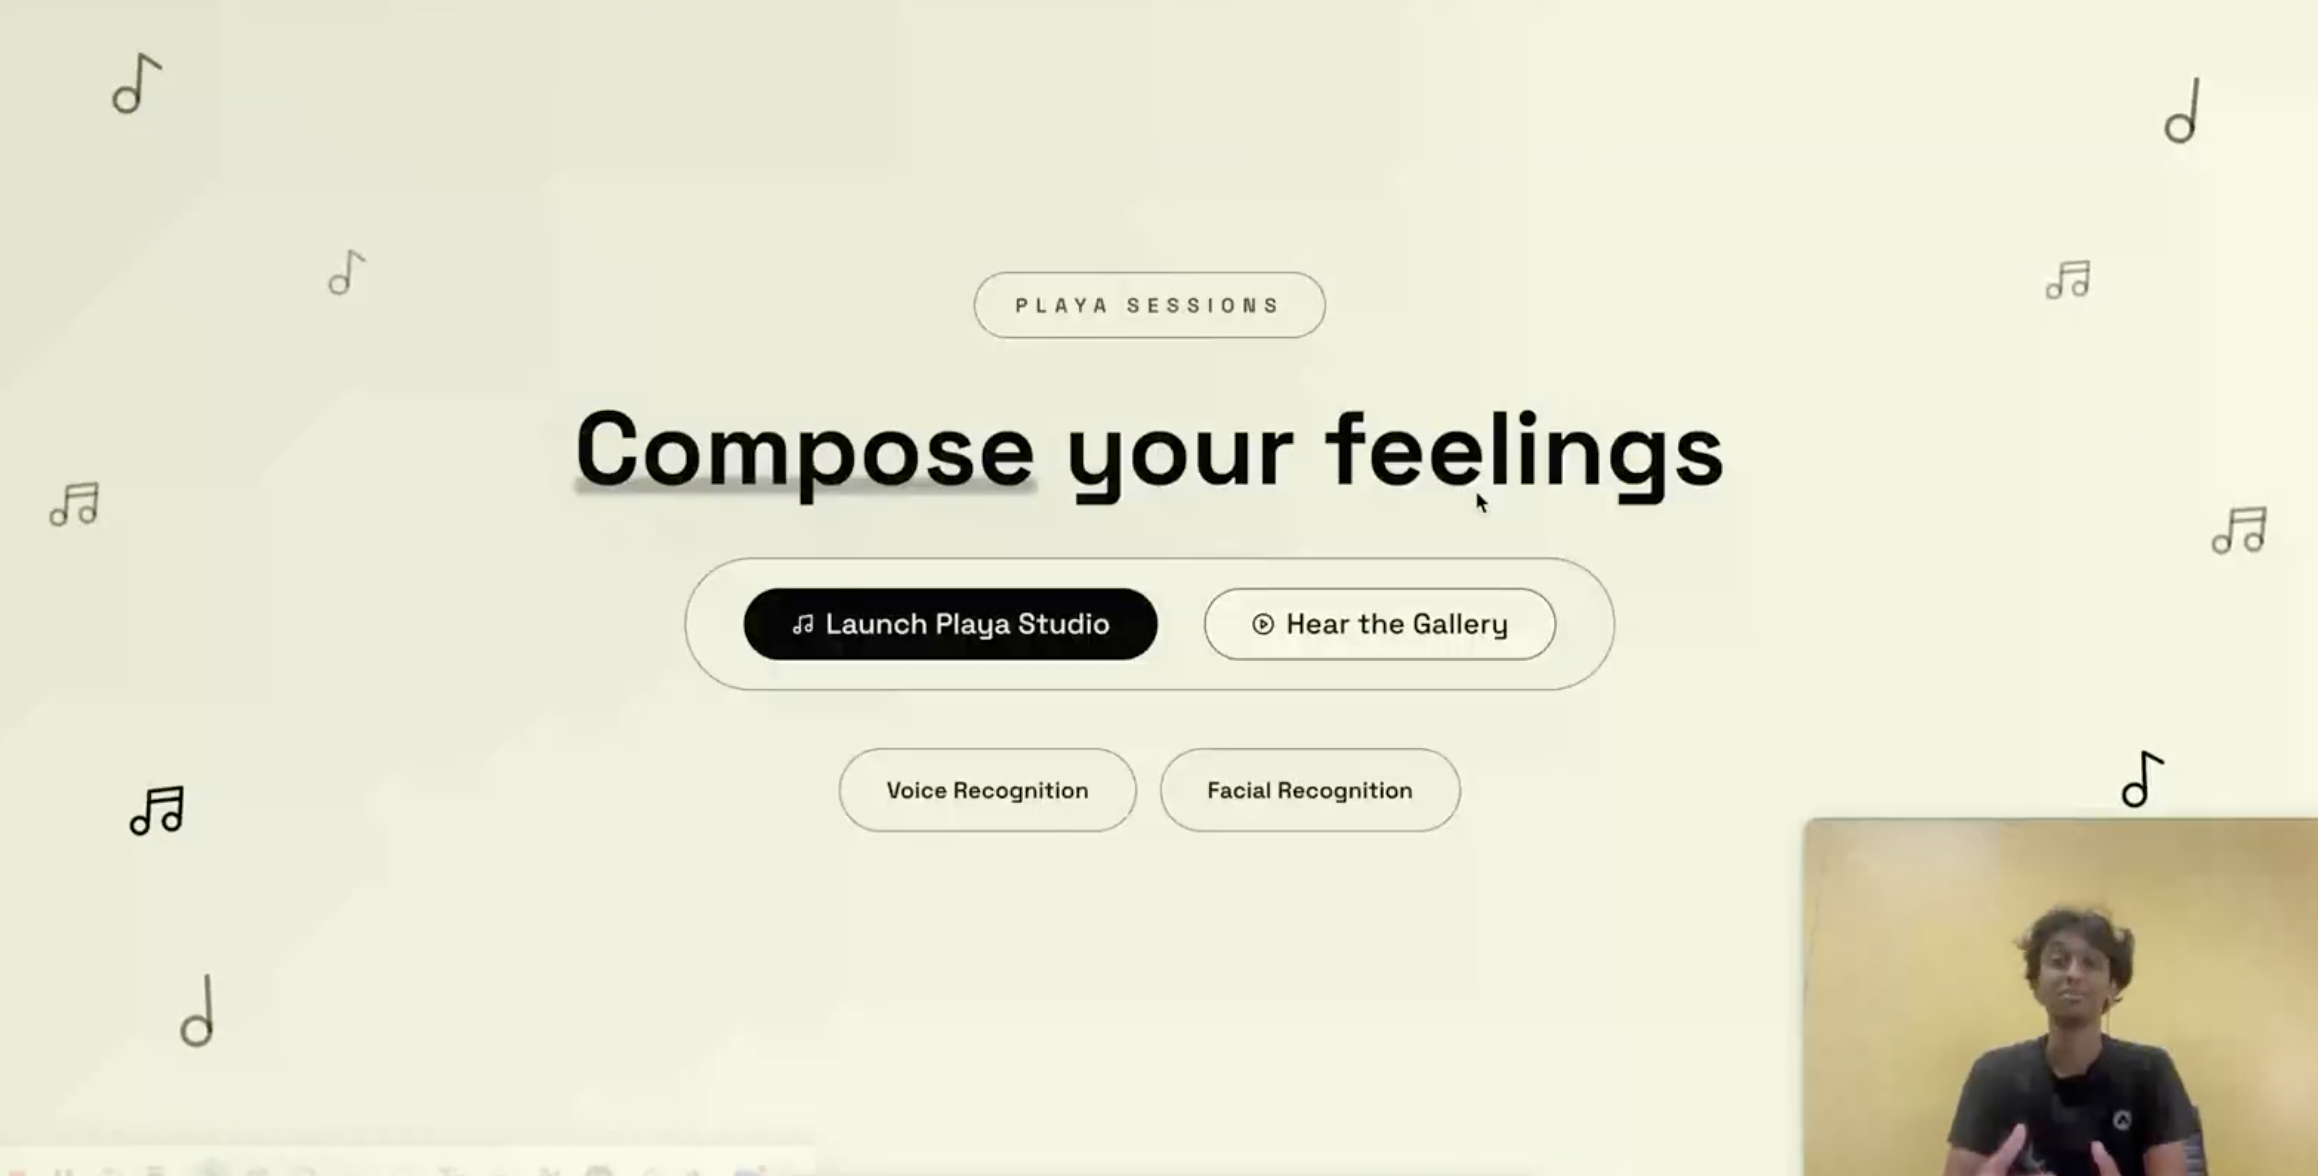 PLAYA SESSIONS
Compose your feelings
Launch Playa Studio
Hear the Gallery
Voice Recognition
Facial Recognition